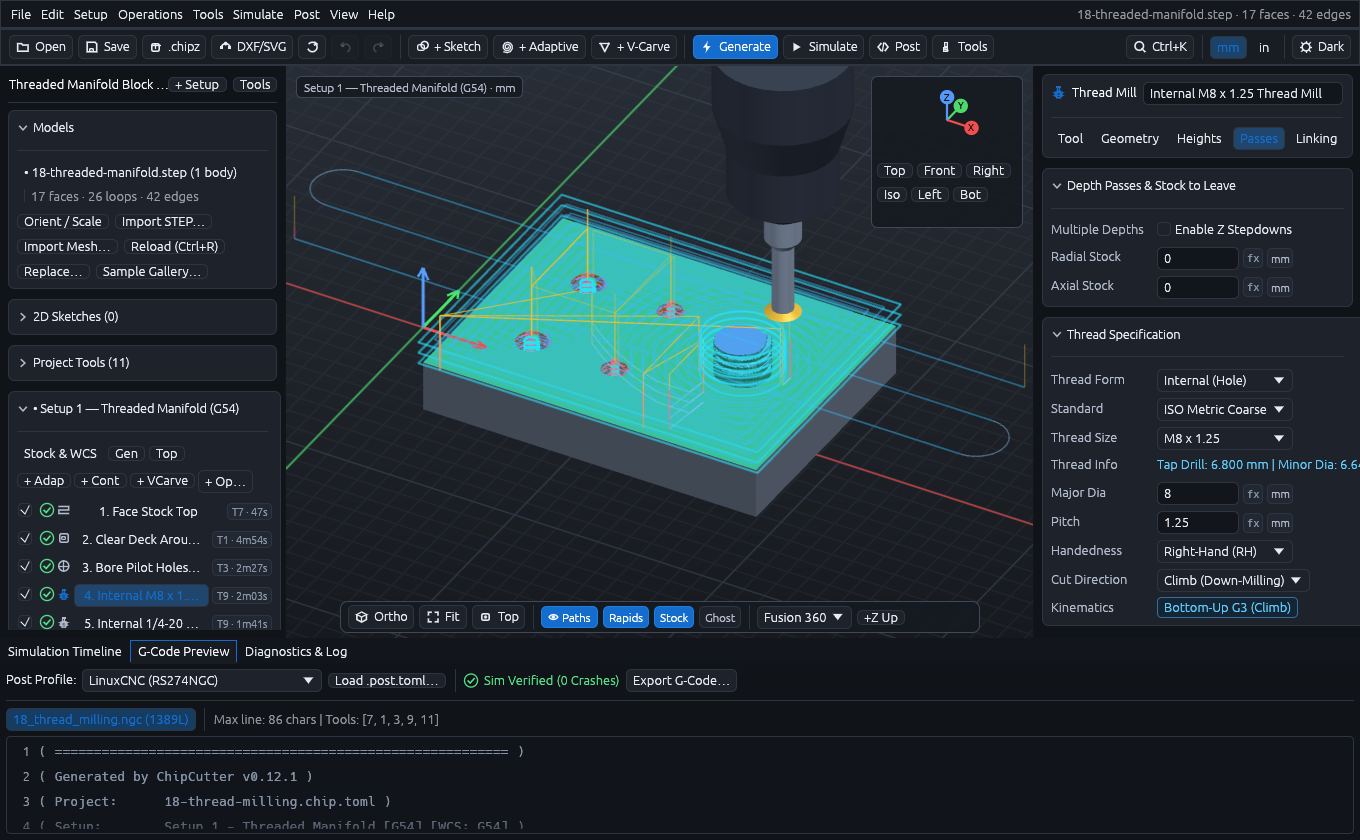 File Edit Setup Operations Tools Simulate Post View Help
18-threaded-manifold.step · 17 faces · 42 edges
Open Save .chipz DXF/SVG + Sketch + Adaptive + V-Carve Generate Simulate Post Tools Ctrl+K mm in Dark
Threaded Manifold Block ... + Setup Tools
Models
• 18-threaded-manifold.step (1 body)
17 faces · 26 loops · 42 edges
Orient / Scale Import STEP...
Import Mesh... Reload (Ctrl+R)
Replace... Sample Gallery...
2D Sketches (0)
Project Tools (11)
• Setup 1 — Threaded Manifold (G54)
Stock & WCS Gen Top
+ Adap + Cont + VCarve + Op...
1. Face Stock Top T7 · 47s
2. Clear Deck Arou... T1 · 4m54s
3. Bore Pilot Holes... T3 · 2m27s
4. Internal M8 x 1.... T9 · 2m03s
5. Internal 1/4-20 ... T9 · 1m41s
Setup 1 — Threaded Manifold (G54) · mm
Z
Y
X
Top Front Right
Iso Left Bot
Ortho Fit Top Paths Rapids Stock Ghost Fusion 360 +Z Up
Thread Mill Internal M8 x 1.25 Thread Mill
Tool Geometry Heights Passes Linking
Depth Passes & Stock to Leave
Multiple Depths Enable Z Stepdowns
Radial Stock 0 fx mm
Axial Stock 0 fx mm
Thread Specification
Thread Form Internal (Hole)
Standard ISO Metric Coarse
Thread Size M8 x 1.25
Thread Info Tap Drill: 6.800 mm | Minor Dia: 6.64
Major Dia 8 fx mm
Pitch 1.25 fx mm
Handedness Right-Hand (RH)
Cut Direction Climb (Down-Milling)
Kinematics Bottom-Up G3 (Climb)
Simulation Timeline G-Code Preview Diagnostics & Log
Post Profile: LinuxCNC (RS274NGC) Load .post.toml... Sim Verified (0 Crashes) Export G-Code...
18_thread_milling.ngc (1389L) Max line: 86 chars | Tools: [7, 1, 3, 9, 11]
1 ( ========================================================== )
2 ( Generated by ChipCutter v0.12.1 )
3 ( Project: 18-thread-milling.chip.toml )
4 ( Setup: Setup 1 - Threaded Manifold [G54] [WCS: G54] )